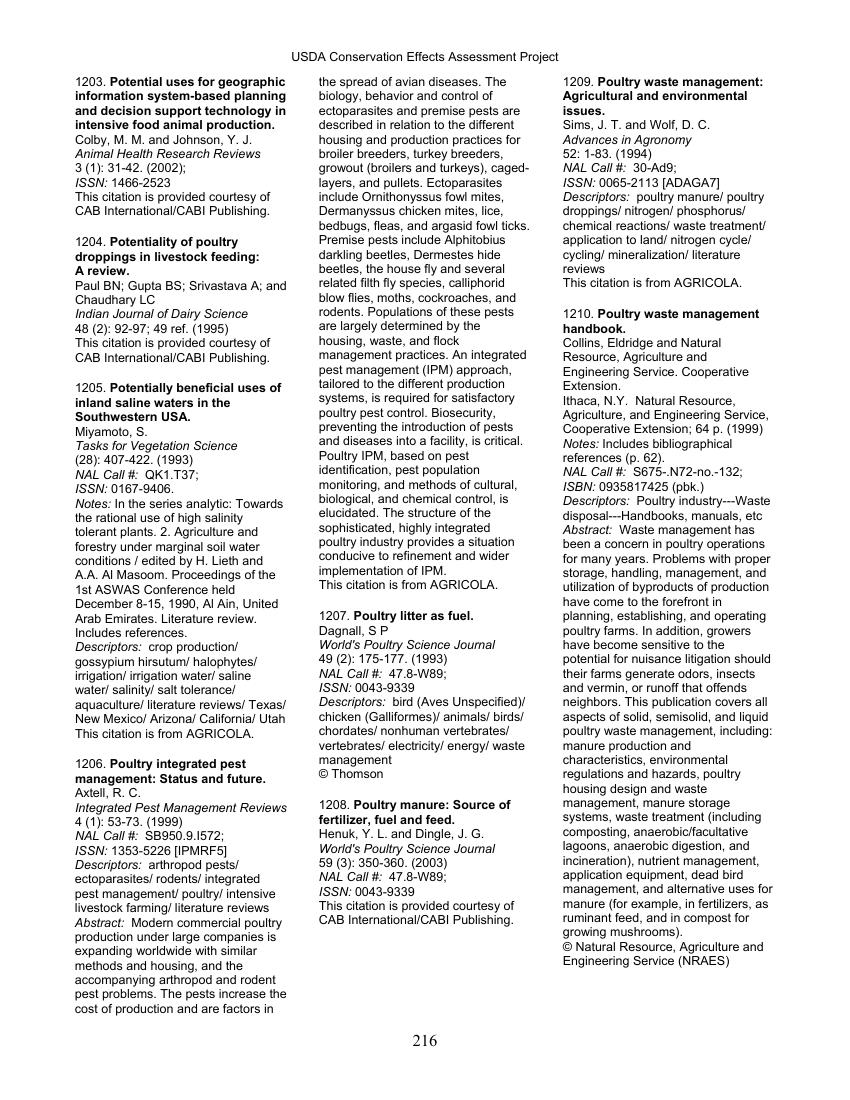 USDA Conservation Effects Assessment Project
1203. Potential uses for geographic
information system-based planning
and decision support technology in
intensive food animal production.
Colby, M. M. and Johnson, Y. J.
Animal Health Research Reviews
3 (1): 31-42. (2002);
ISSN: 1466-2523
This citation is provided courtesy of
CAB International/CABI Publishing.
1204. Potentiality of poultry
droppings in livestock feeding:
A review.
Paul BN; Gupta BS; Srivastava A; and
Chaudhary LC
Indian Journal of Dairy Science
48 (2): 92-97; 49 ref. (1995)
This citation is provided courtesy of
CAB International/CABI Publishing.
1205. Potentially beneficial uses of
inland saline waters in the
Southwestern USA.
Miyamoto, S.
Tasks for Vegetation Science
(28): 407-422. (1993)
NAL Call #: QK1.T37;
ISSN: 0167-9406.
Notes: In the series analytic: Towards
the rational use of high salinity
tolerant plants. 2. Agriculture and
forestry under marginal soil water
conditions / edited by H. Lieth and
A.A. Al Masoom. Proceedings of the
1st ASWAS Conference held
December 8-15, 1990, Al Ain, United
Arab Emirates. Literature review.
Includes references.
Descriptors: crop production/
gossypium hirsutum/ halophytes/
irrigation/ irrigation water/ saline
water/ salinity/ salt tolerance/
aquaculture/ literature reviews/ Texas/
New Mexico/ Arizona/ California/ Utah
This citation is from AGRICOLA.
1206. Poultry integrated pest
management: Status and future.
Axtell, R. C.
Integrated Pest Management Reviews
4 (1): 53-73. (1999)
NAL Call #: SB950.9.I572;
ISSN: 1353-5226 [IPMRF5]
Descriptors: arthropod pests/
ectoparasites/ rodents/ integrated
pest management/ poultry/ intensive
livestock farming/ literature reviews
Abstract: Modern commercial poultry
production under large companies is
expanding worldwide with similar
methods and housing, and the
accompanying arthropod and rodent
pest problems. The pests increase the
cost of production and are factors in
the spread of avian diseases. The
biology, behavior and control of
ectoparasites and premise pests are
described in relation to the different
housing and production practices for
broiler breeders, turkey breeders,
growout (broilers and turkeys), caged-
layers, and pullets. Ectoparasites
include Ornithonyssus fowl mites,
Dermanyssus chicken mites, lice,
bedbugs, fleas, and argasid fowl ticks.
Premise pests include Alphitobius
darkling beetles, Dermestes hide
beetles, the house fly and several
related filth fly species, calliphorid
blow flies, moths, cockroaches, and
rodents. Populations of these pests
are largely determined by the
housing, waste, and flock
management practices. An integrated
pest management (IPM) approach,
tailored to the different production
systems, is required for satisfactory
poultry pest control. Biosecurity,
preventing the introduction of pests
and diseases into a facility, is critical.
Poultry IPM, based on pest
identification, pest population
monitoring, and methods of cultural,
biological, and chemical control, is
elucidated. The structure of the
sophisticated, highly integrated
poultry industry provides a situation
conducive to refinement and wider
implementation of IPM.
This citation is from AGRICOLA.
1207. Poultry litter as fuel.
Dagnall, S P
World's Poultry Science Journal
49 (2): 175-177. (1993)
NAL Call #: 47.8-W89;
ISSN: 0043-9339
Descriptors: bird (Aves Unspecified)/
chicken (Galliformes)/ animals/ birds/
chordates/ nonhuman vertebrates/
vertebrates/ electricity/ energy/ waste
management
© Thomson
1208. Poultry manure: Source of
fertilizer, fuel and feed.
Henuk, Y. L. and Dingle, J. G.
World's Poultry Science Journal
59 (3): 350-360. (2003)
NAL Call #: 47.8-W89;
ISSN: 0043-9339
This citation is provided courtesy of
CAB International/CABI Publishing.
1209. Poultry waste management:
Agricultural and environmental
issues.
Sims, J. T. and Wolf, D. C.
Advances in Agronomy
52: 1-83. (1994)
NAL Call #: 30-Ad9;
ISSN: 0065-2113 [ADAGA7]
Descriptors: poultry manure/ poultry
droppings/ nitrogen/ phosphorus/
chemical reactions/ waste treatment/
application to land/ nitrogen cycle/
cycling/ mineralization/ literature
reviews
This citation is from AGRICOLA.
1210. Poultry waste management
handbook.
Collins, Eldridge and Natural
Resource, Agriculture and
Engineering Service. Cooperative
Extension.
Ithaca, N.Y. Natural Resource,
Agriculture, and Engineering Service,
Cooperative Extension; 64 p. (1999)
Notes: Includes bibliographical
references (p. 62).
NAL Call #: S675-.N72-no.-132;
ISBN: 0935817425 (pbk.)
Descriptors: Poultry industry---Waste
disposal---Handbooks, manuals, etc
Abstract: Waste management has
been a concern in poultry operations
for many years. Problems with proper
storage, handling, management, and
utilization of byproducts of production
have come to the forefront in
planning, establishing, and operating
poultry farms. In addition, growers
have become sensitive to the
potential for nuisance litigation should
their farms generate odors, insects
and vermin, or runoff that offends
neighbors. This publication covers all
aspects of solid, semisolid, and liquid
poultry waste management, including:
manure production and
characteristics, environmental
regulations and hazards, poultry
housing design and waste
management, manure storage
systems, waste treatment (including
composting, anaerobic/facultative
lagoons, anaerobic digestion, and
incineration), nutrient management,
application equipment, dead bird
management, and alternative uses for
manure (for example, in fertilizers, as
ruminant feed, and in compost for
growing mushrooms).
© Natural Resource, Agriculture and
Engineering Service (NRAES)
216